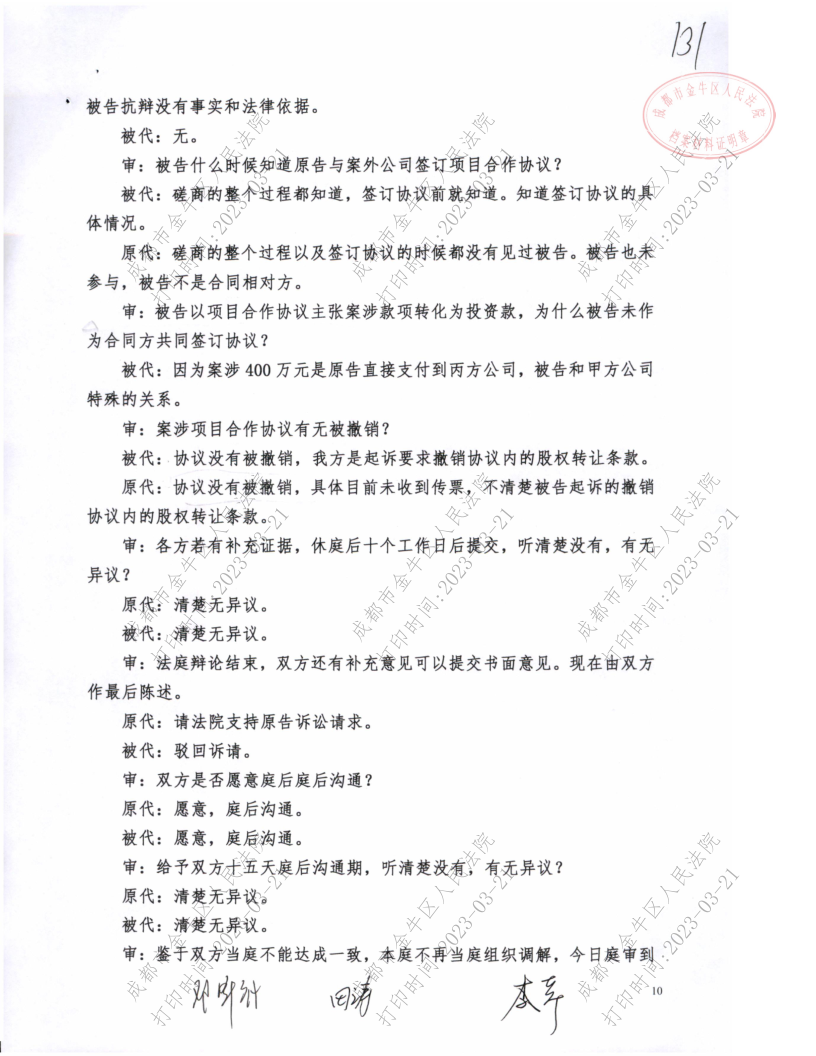 131
成都市金牛区人民法院
档案资料证明章
被告抗辩没有事实和法律依据。
被代：无。
审：被告什么时候知道原告与案外公司签订项目合作协议？
被代：磋商的整个过程都知道，签订协议前就知道。知道签订协议的具
体情况。
原代：磋商的整个过程以及签订协议的时候都没有见过被告。被告也未
参与，被告不是合同相对方。
审：被告以项目合作协议主张案涉款项转化为投资款，为什么被告未作
为合同方共同签订协议？
被代：因为案涉 400 万元是原告直接支付到丙方公司，被告和甲方公司
特殊的关系。
审：案涉项目合作协议有无被撤销？
被代：协议没有被撤销，我方是起诉要求撤销协议内的股权转让条款。
原代：协议没有被撤销，具体目前未收到传票，不清楚被告起诉的撤销
协议内的股权转让条款。
审：各方若有补充证据，休庭后十个工作日后提交，听清楚没有，有无
异议？
原代：清楚无异议。
被代：清楚无异议。
审：法庭辩论结束，双方还有补充意见可以提交书面意见。现在由双方
作最后陈述。
原代：请法院支持原告诉讼请求。
被代：驳回诉请。
审：双方是否愿意庭后庭后沟通？
原代：愿意，庭后沟通。
被代：愿意，庭后沟通。
审：给予双方十五天庭后沟通期，听清楚没有，有无异议？
原代：清楚无异议。
被代：清楚无异议。
审：鉴于双方当庭不能达成一致，本庭不再当庭组织调解，今日庭审到
田涛
10
成都市金牛区人民法院
打印时间:2023-03-21